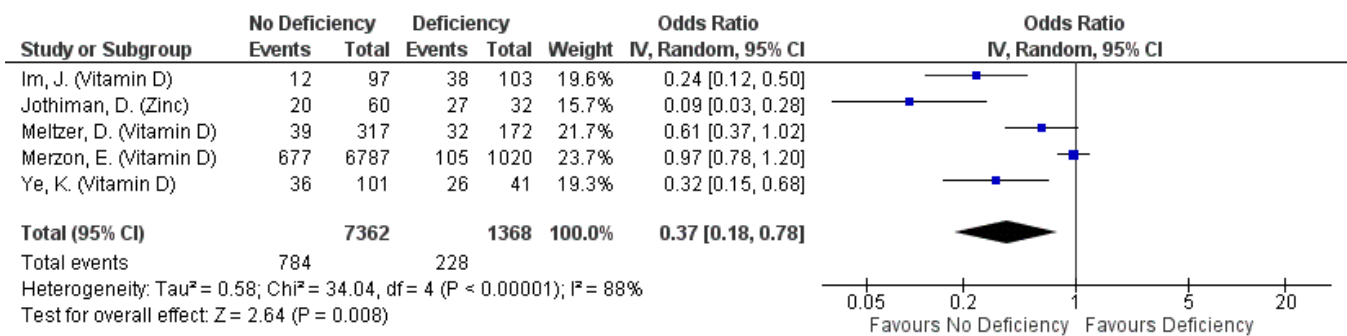 No Deficiency Deficiency Odds Ratio Odds Ratio
Study or Subgroup Events Total Events Total Weight IV, Random, 95% CI IV, Random, 95% CI
Im, J. (Vitamin D) 12 97 38 103 19.6% 0.24 [0.12, 0.50]
Jothiman, D. (Zinc) 20 60 27 32 15.7% 0.09 [0.03, 0.28]
Meltzer, D. (Vitamin D) 39 317 32 172 21.7% 0.61 [0.37, 1.02]
Merzon, E. (Vitamin D) 677 6787 105 1020 23.7% 0.97 [0.78, 1.20]
Ye, K. (Vitamin D) 36 101 26 41 19.3% 0.32 [0.15, 0.68]
Total (95% CI) 7362 1368 100.0% 0.37 [0.18, 0.78]
Total events 784 228
Heterogeneity: Tau² = 0.58; Chi² = 34.04, df = 4 (P < 0.00001); I² = 88%
Test for overall effect: Z = 2.64 (P = 0.008)
0.05 0.2 1 5 20
Favours No Deficiency Favours Deficiency